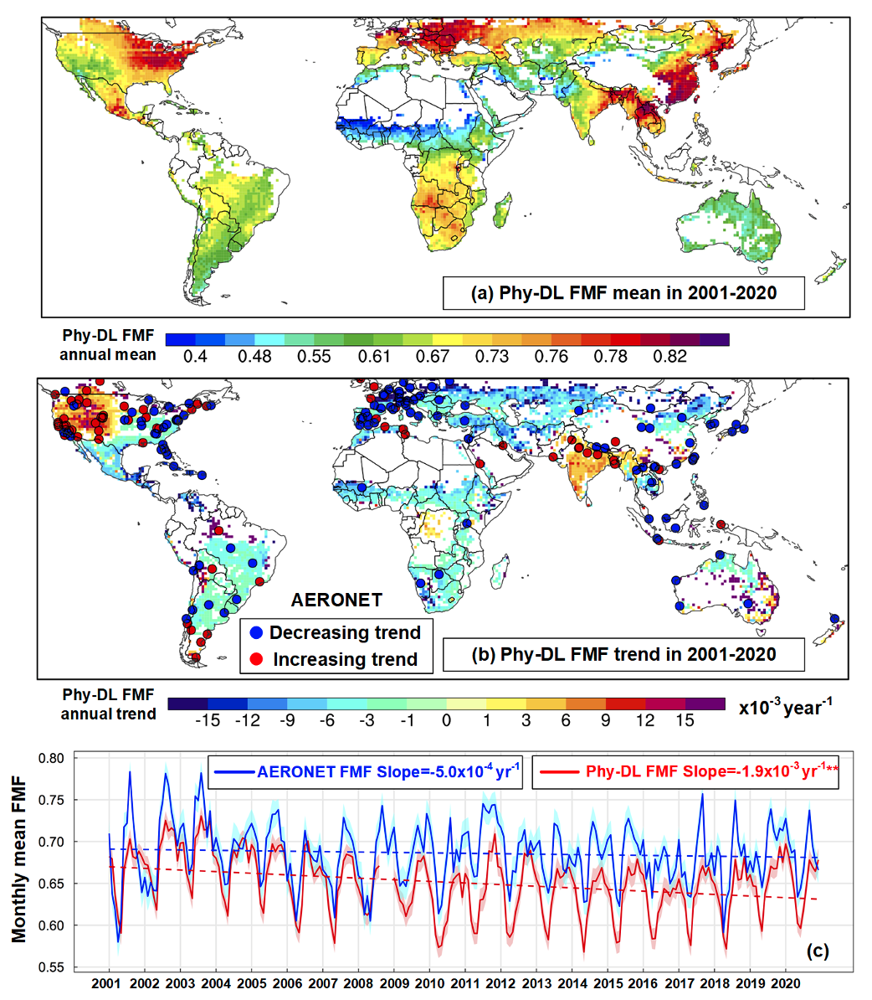 (a) Phy-DL FMF mean in 2001-2020
Phy-DL FMF
annual mean
0.4 0.48 0.55 0.61 0.67 0.73 0.76 0.78 0.82
AERONET
Decreasing trend
Increasing trend
(b) Phy-DL FMF trend in 2001-2020
Phy-DL FMF
annual trend
-15 -12 -9 -6 -3 -1 0 1 3 6 9 12 15
x10⁻³ year⁻¹
Monthly mean FMF
0.80
0.75
0.70
0.65
0.60
0.55
AERONET FMF Slope=-5.0x10⁻⁴ yr⁻¹
Phy-DL FMF Slope=-1.9x10⁻³ yr⁻¹**
(c)
2001 2002 2003 2004 2005 2006 2007 2008 2009 2010 2011 2012 2013 2014 2015 2016 2017 2018 2019 2020